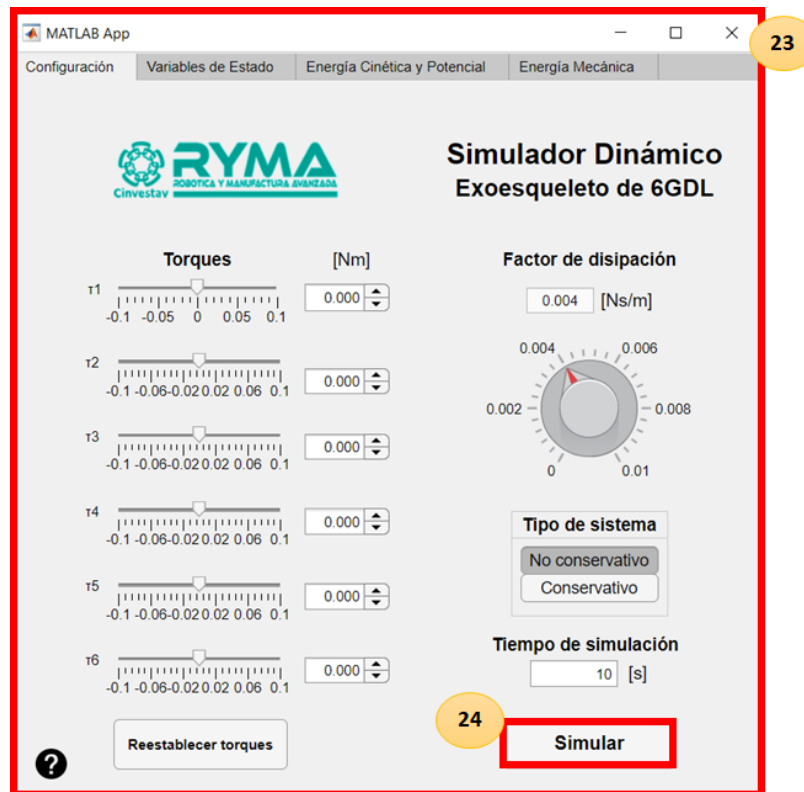 MATLAB App
23
Configuración Variables de Estado Energía Cinética y Potencial Energía Mecánica
RYMA
ROBOTICA Y MANUFACTURA AVANZADA
Cinvestav
Simulador Dinámico
Exoesqueleto de 6GDL
Torques [Nm]
τ1
-0.1 -0.05 0 0.05 0.1
0.000
τ2
-0.1 -0.06-0.02 0.02 0.06 0.1
0.000
τ3
-0.1 -0.06-0.02 0.02 0.06 0.1
0.000
τ4
-0.1 -0.06-0.02 0.02 0.06 0.1
0.000
τ5
-0.1 -0.06-0.02 0.02 0.06 0.1
0.000
τ6
-0.1 -0.06-0.02 0.02 0.06 0.1
0.000
Reestablecer torques
?
Factor de disipación
0.004 [Ns/m]
0.004 0.006
0.002 0.008
0 0.01
Tipo de sistema
No conservativo
Conservativo
Tiempo de simulación
10 [s]
24
Simular